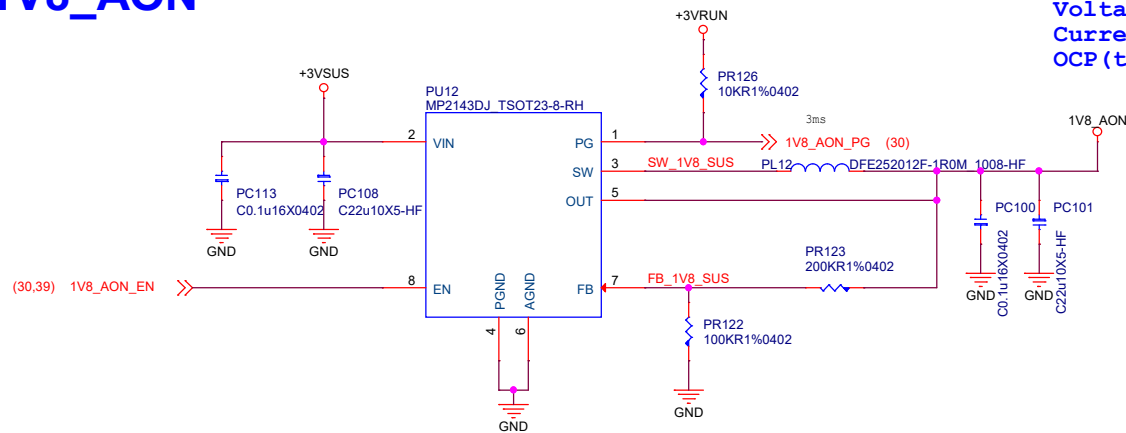 1V8_AON
Volta
Curre
OCP(t
+3VRUN
PR126
10KR1%0402
+3VSUS
PU12
MP2143DJ_TSOT23-8-RH
3ms
1V8_AON
2
VIN
PG
1
1V8_AON_PG (30)
SW
3
SW_1V8_SUS
PL12
DFE252012F-1R0M_1008-HF
OUT
5
PC113
C0.1u16X0402
PC108
C22u10X5-HF
PC100
C0.1u16X0402
PC101
C22u10X5-HF
GND
GND
PR123
200KR1%0402
(30,39) 1V8_AON_EN
8
EN
FB
7
FB_1V8_SUS
GND
GND
PGND
AGND
4
6
PR122
100KR1%0402
GND
GND